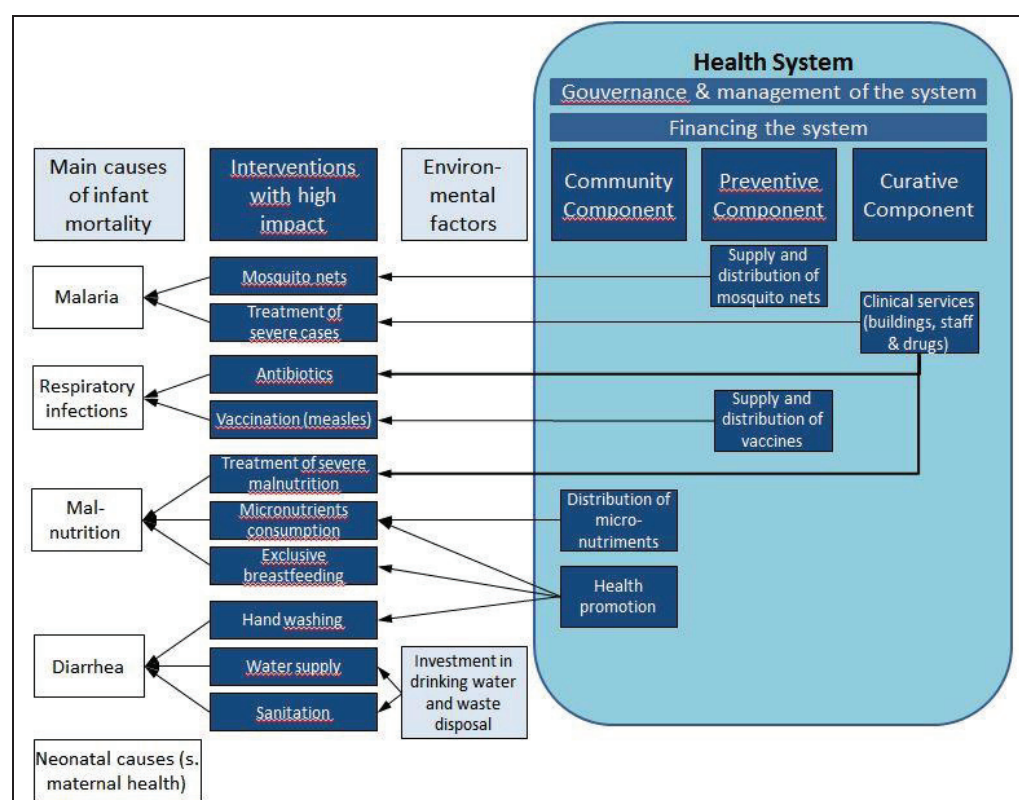 Health System
Gouvernance & management of the system
Financing the system
Main causes
of infant
mortality
Interventions
with high
impact
Environ-
mental
factors
Community
Component
Preventive
Component
Curative
Component
Malaria
Mosquito nets
Treatment of
severe cases
Supply and
distribution of
mosquito nets
Clinical services
(buildings, staff
& drugs)
Respiratory
infections
Antibiotics
Vaccination (measles)
Supply and
distribution of
vaccines
Mal-
nutrition
Treatment of severe
malnutrition
Micronutrients
consumption
Exclusive
breastfeeding
Distribution of
micro-
nutriments
Health
promotion
Diarrhea
Hand washing
Water supply
Sanitation
Investment in
drinking water
and waste
disposal
Neonatal causes (s.
maternal health)